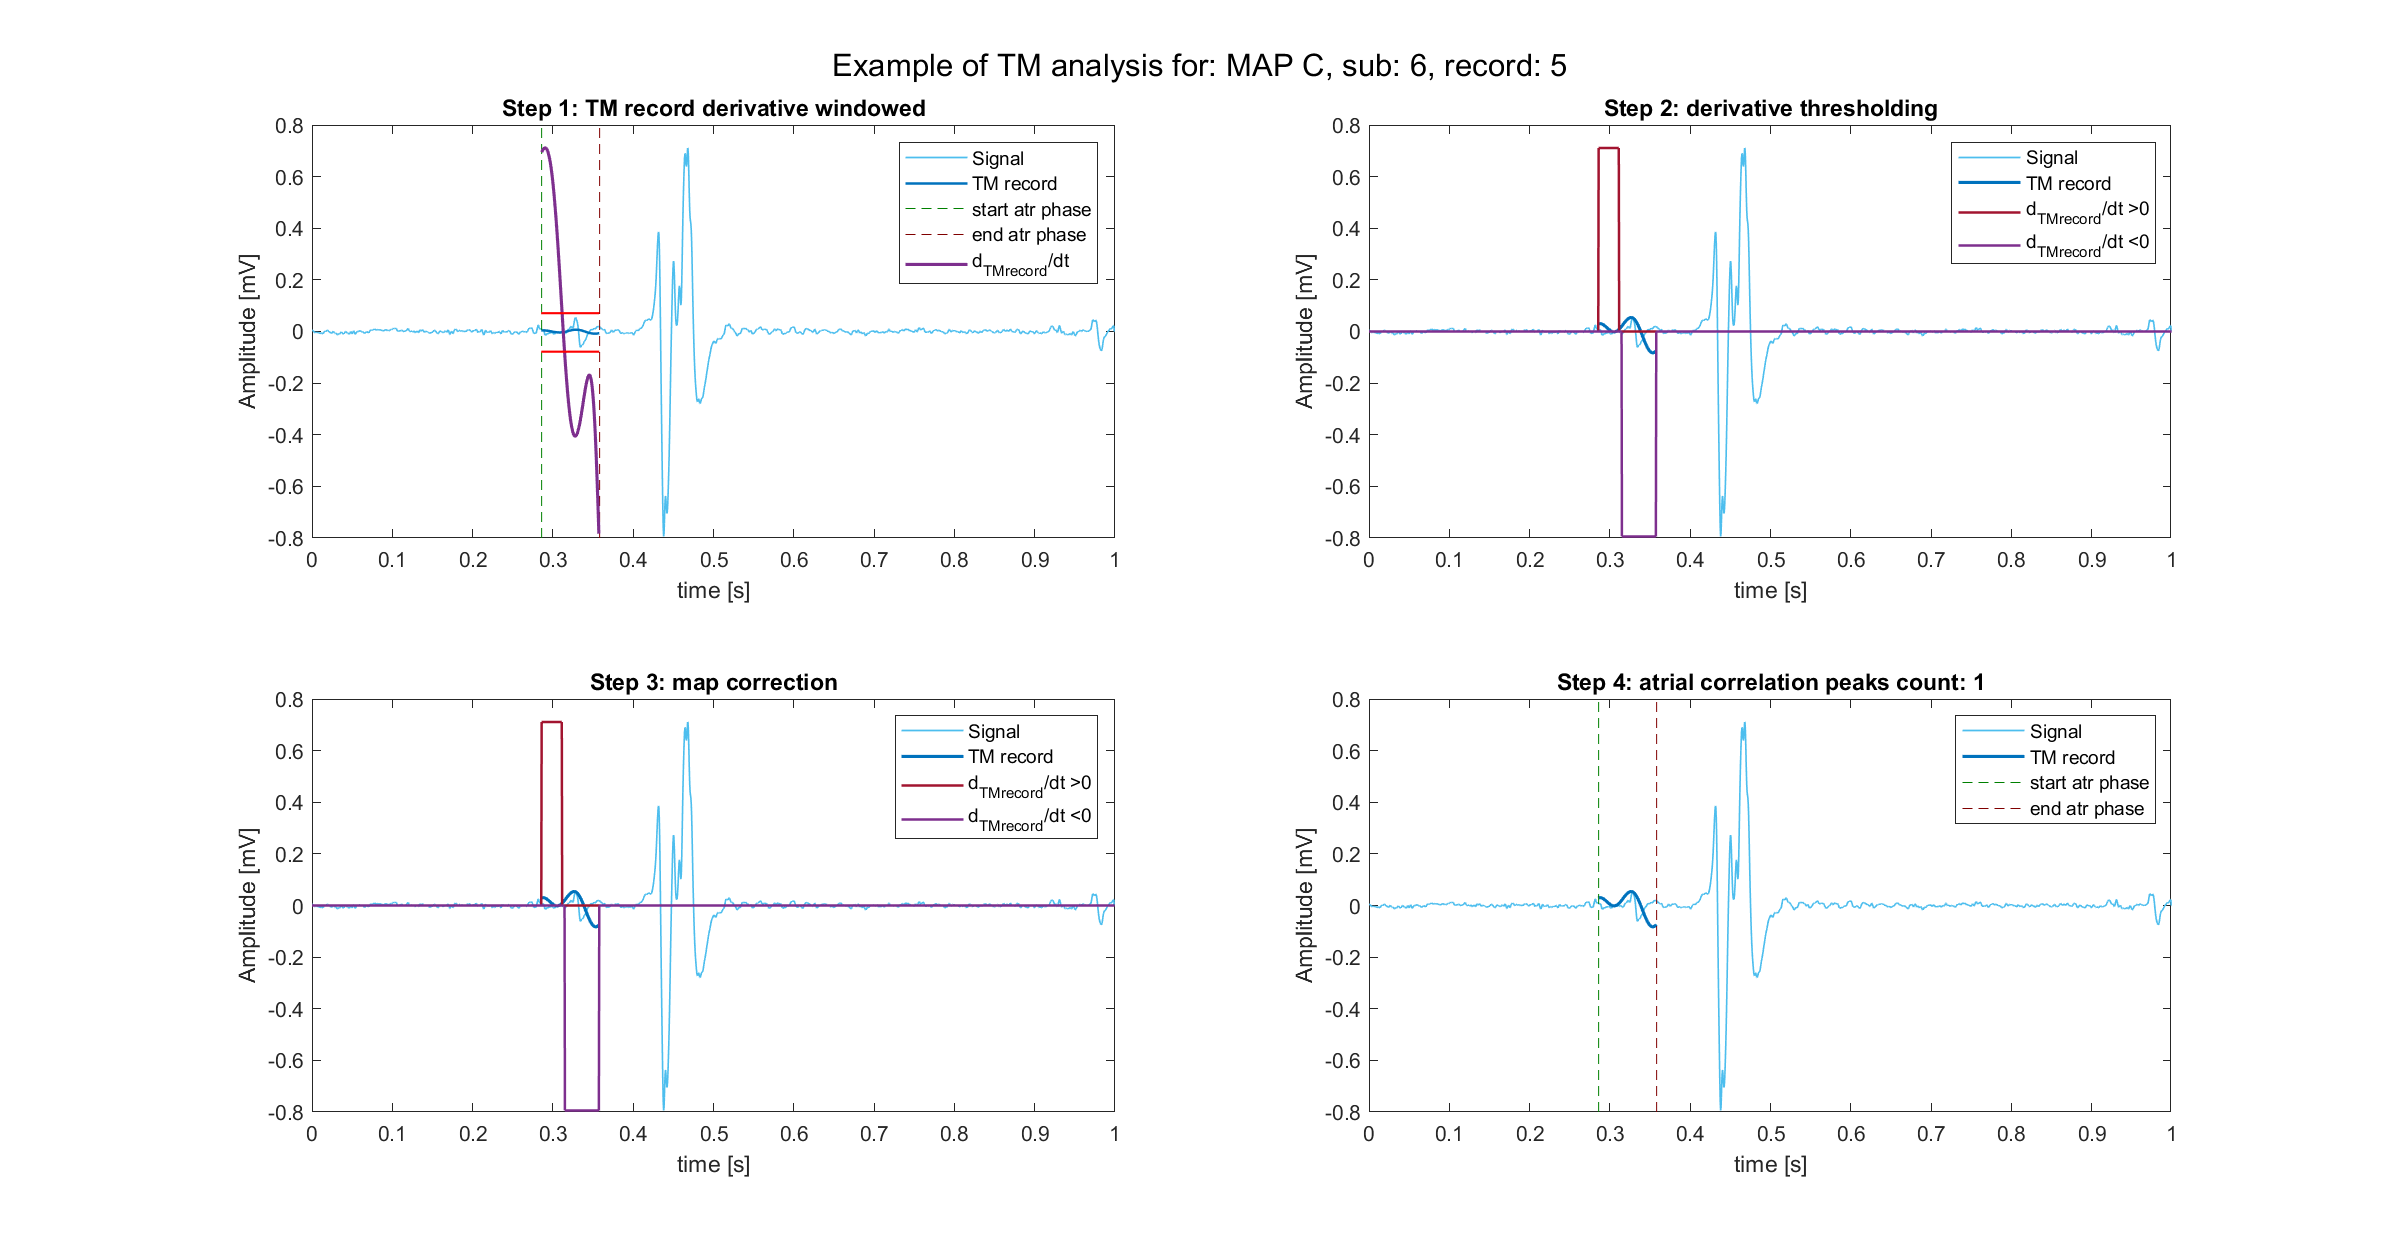 Example of TM analysis for: MAP C, sub: 6, record: 5
Step 1: TM record derivative windowed
0.8
0.6
0.4
0.2
0
-0.2
-0.4
-0.6
-0.8
Amplitude [mV]
Signal
TM record
start atr phase
end atr phase
d_TMrecord/dt
0 0.1 0.2 0.3 0.4 0.5 0.6 0.7 0.8 0.9 1
time [s]
Step 2: derivative thresholding
0.8
0.6
0.4
0.2
0
-0.2
-0.4
-0.6
-0.8
Amplitude [mV]
Signal
TM record
d_TMrecord/dt >0
d_TMrecord/dt <0
0 0.1 0.2 0.3 0.4 0.5 0.6 0.7 0.8 0.9 1
time [s]
Step 3: map correction
0.8
0.6
0.4
0.2
0
-0.2
-0.4
-0.6
-0.8
Amplitude [mV]
Signal
TM record
d_TMrecord/dt >0
d_TMrecord/dt <0
0 0.1 0.2 0.3 0.4 0.5 0.6 0.7 0.8 0.9 1
time [s]
Step 4: atrial correlation peaks count: 1
0.8
0.6
0.4
0.2
0
-0.2
-0.4
-0.6
-0.8
Amplitude [mV]
Signal
TM record
start atr phase
end atr phase
0 0.1 0.2 0.3 0.4 0.5 0.6 0.7 0.8 0.9 1
time [s]